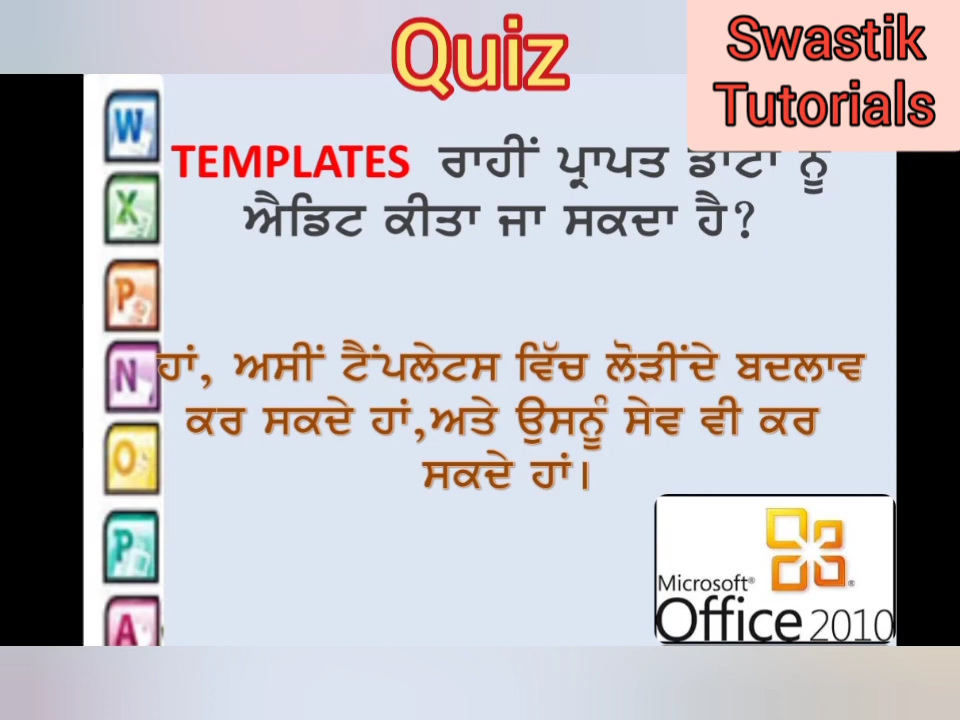 Quiz
Swastik
Tutorials
TEMPLATES ਰਾਹੀਂ ਪ੍ਰਾਪਤ ਡਾਟਾ ਨੂੰ
ਐਡਿਟ ਕੀਤਾ ਜਾ ਸਕਦਾ ਹੈ?
W
X
P
N
O
P
A
ਹਾਂ, ਅਸੀਂ ਟੈਂਪਲੇਟਸ ਵਿੱਚ ਲੋੜੀਂਦੇ ਬਦਲਾਵ
ਕਰ ਸਕਦੇ ਹਾਂ,ਅਤੇ ਉਸਨੂੰ ਸੇਵ ਵੀ ਕਰ
ਸਕਦੇ ਹਾਂ।
Microsoft®
Office 2010